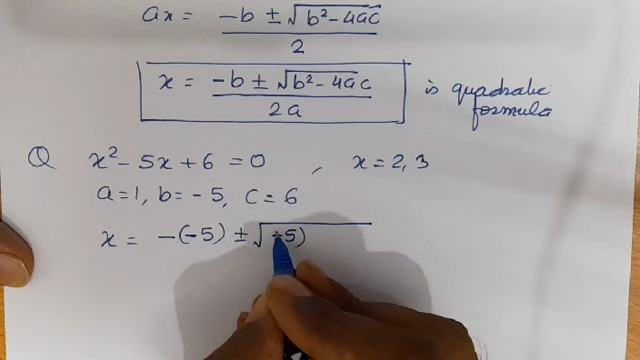 ax = -b ± √b² - 4ac / 2
x = -b ± √b² - 4ac / 2a is quadratic formula
Q x² - 5x + 6 = 0 , x = 2, 3
a = 1, b = -5, c = 6
x = -(-5) ± √-5)